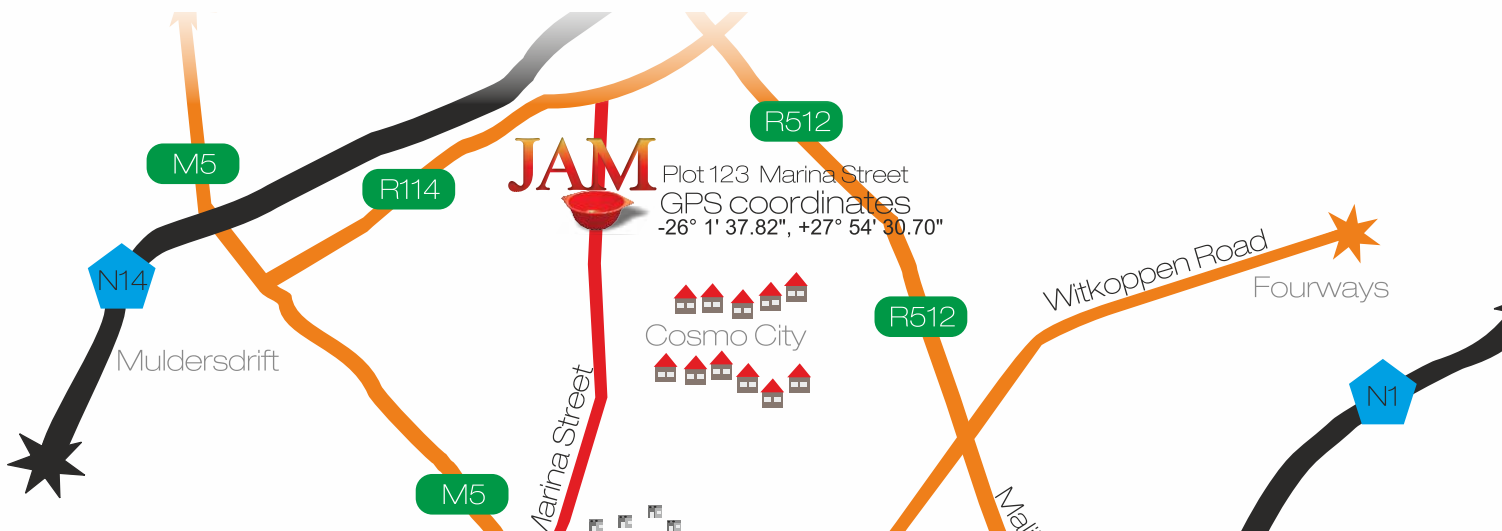 R512
M5
JAM
Plot 123 Marina Street
R114
GPS coordinates
-26° 1' 37.82", +27° 54' 30.70"
Witkoppen Road
N14
Fourways
R512
Cosmo City
Muldersdrift
N1
Marina Street
M5